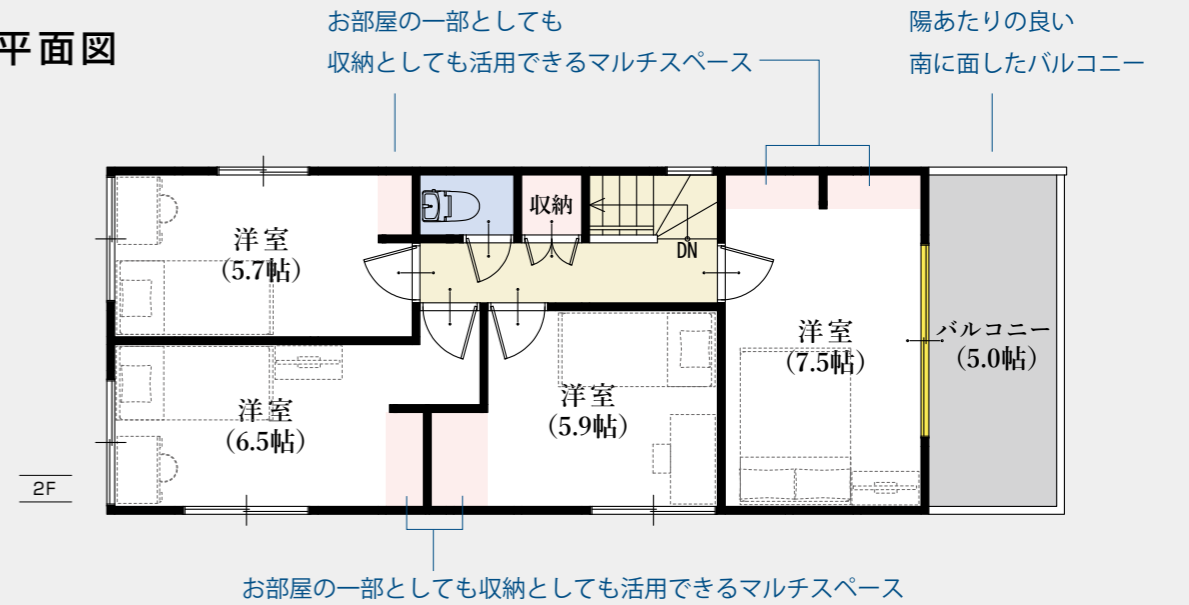 平面図
お部屋の一部としても
収納としても活用できるマルチスペース
陽あたりの良い
南に面したバルコニー
収納
洋室
(5.7帖)
DN
洋室
(7.5帖)
バルコニー
(5.0帖)
洋室
(6.5帖)
洋室
(5.9帖)
2F
お部屋の一部としても収納としても活用できるマルチスペース